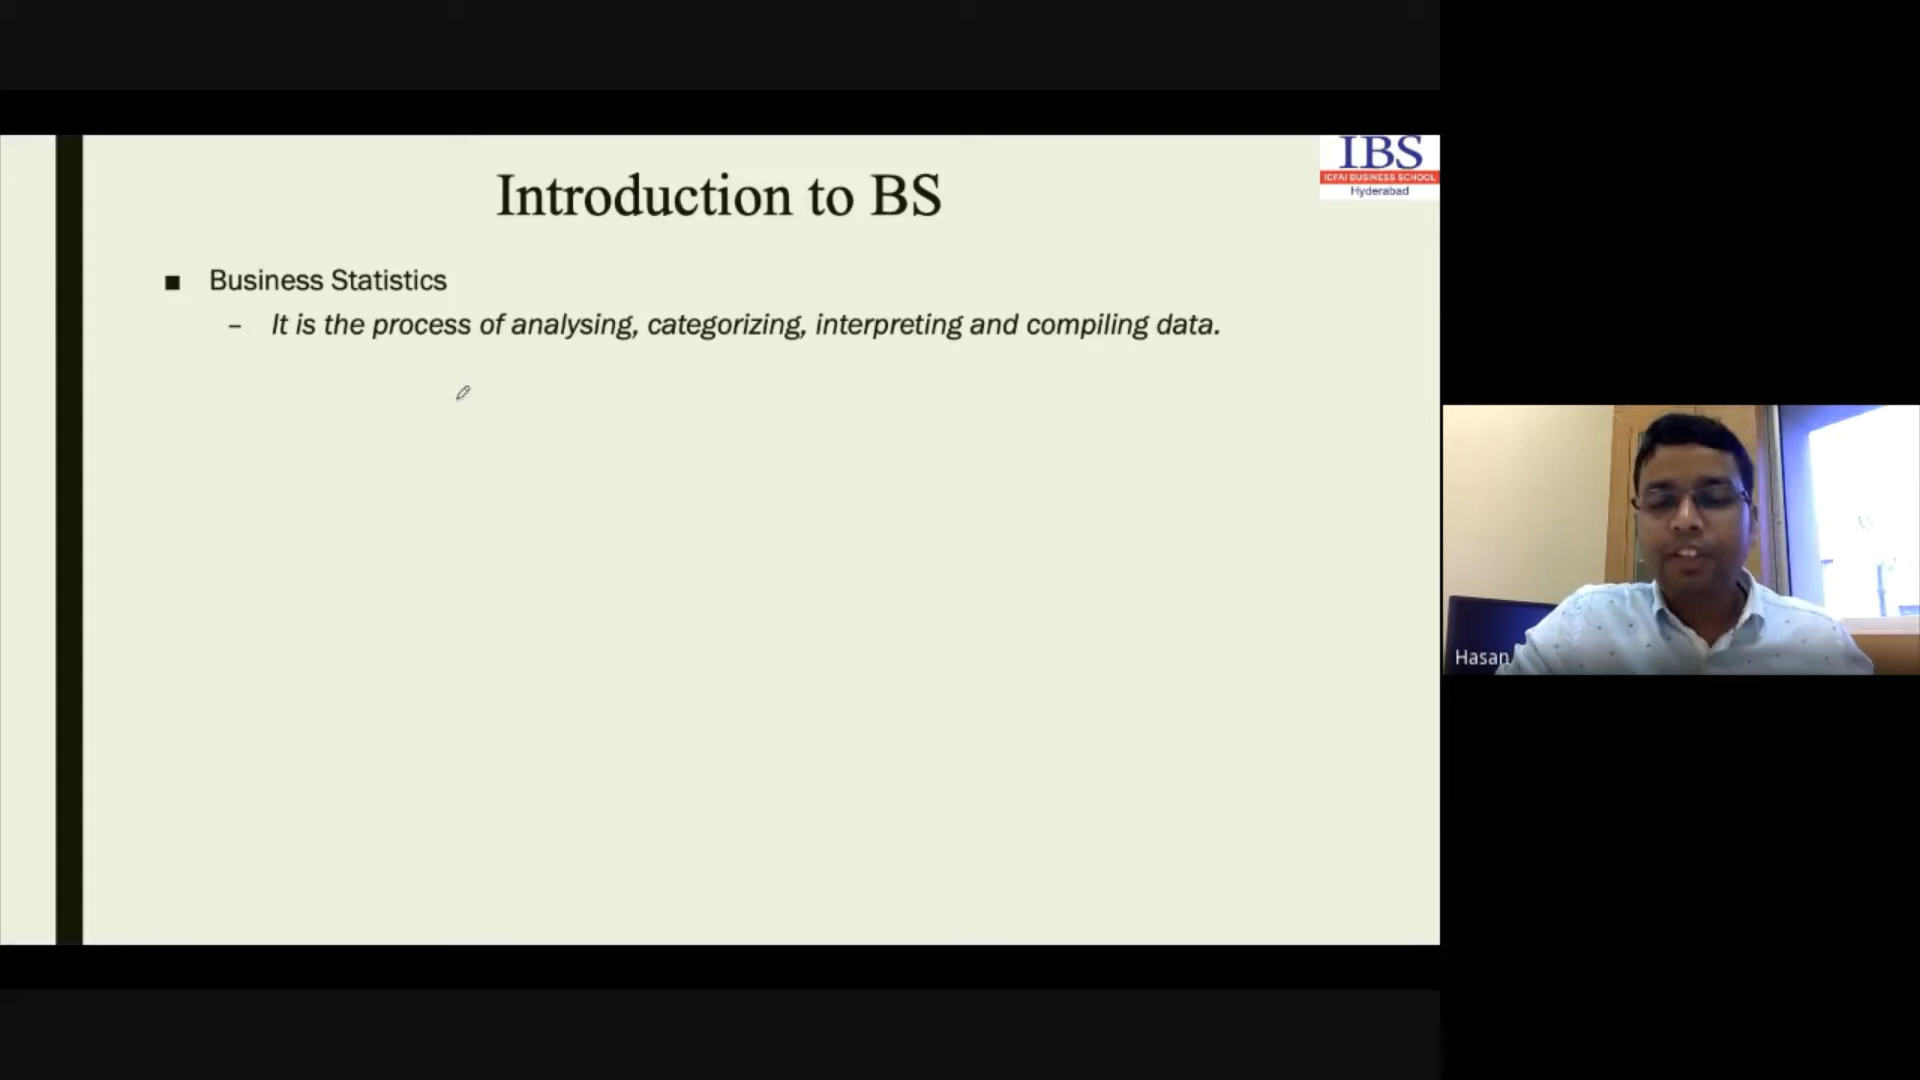 Introduction to BS
IBS
ICFAI BUSINESS SCHOOL
Hyderabad
■ Business Statistics
– It is the process of analysing, categorizing, interpreting and compiling data.
Hasan